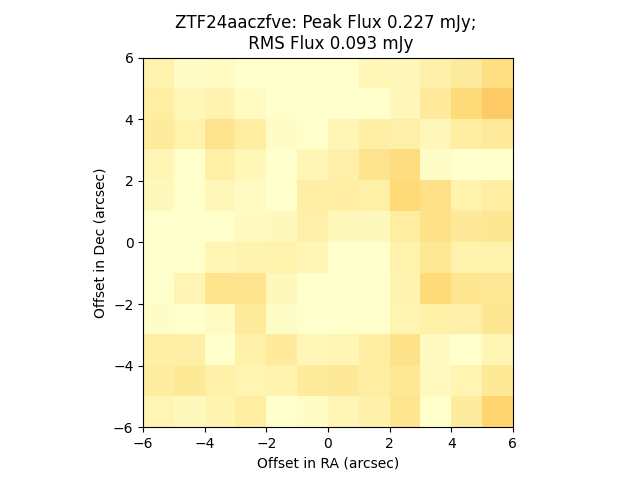 ZTF24aaczfve: Peak Flux 0.227 mJy;
RMS Flux 0.093 mJy
6
4
2
0
−2
−4
−6
Offset in Dec (arcsec)
−6 −4 −2 0 2 4 6
Offset in RA (arcsec)